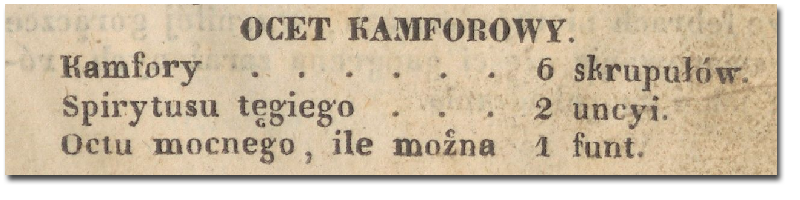 OCET KAMFOROWY.
Kamfory . . . . . . 6 skrupułów.
Spirytusu tęgiego . . . 2 uncyi.
Octu mocnego, ile można 1 funt.